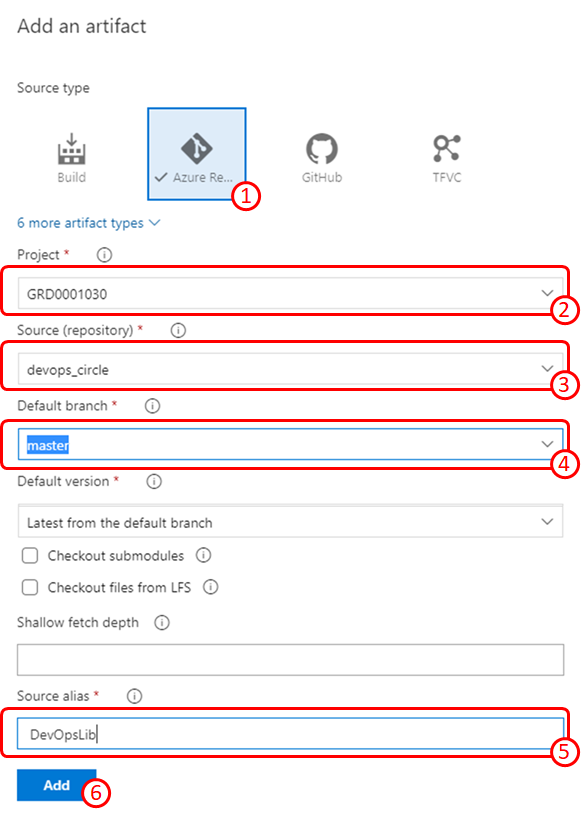 Add an artifact
Source type
Build
Azure Re...
GitHub
TFVC
1
6 more artifact types
Project *
GRD0001030
2
Source (repository) *
devops_circle
3
Default branch *
master
4
Default version *
Latest from the default branch
Checkout submodules
Checkout files from LFS
Shallow fetch depth
Source alias *
DevOpsLib
5
Add
6